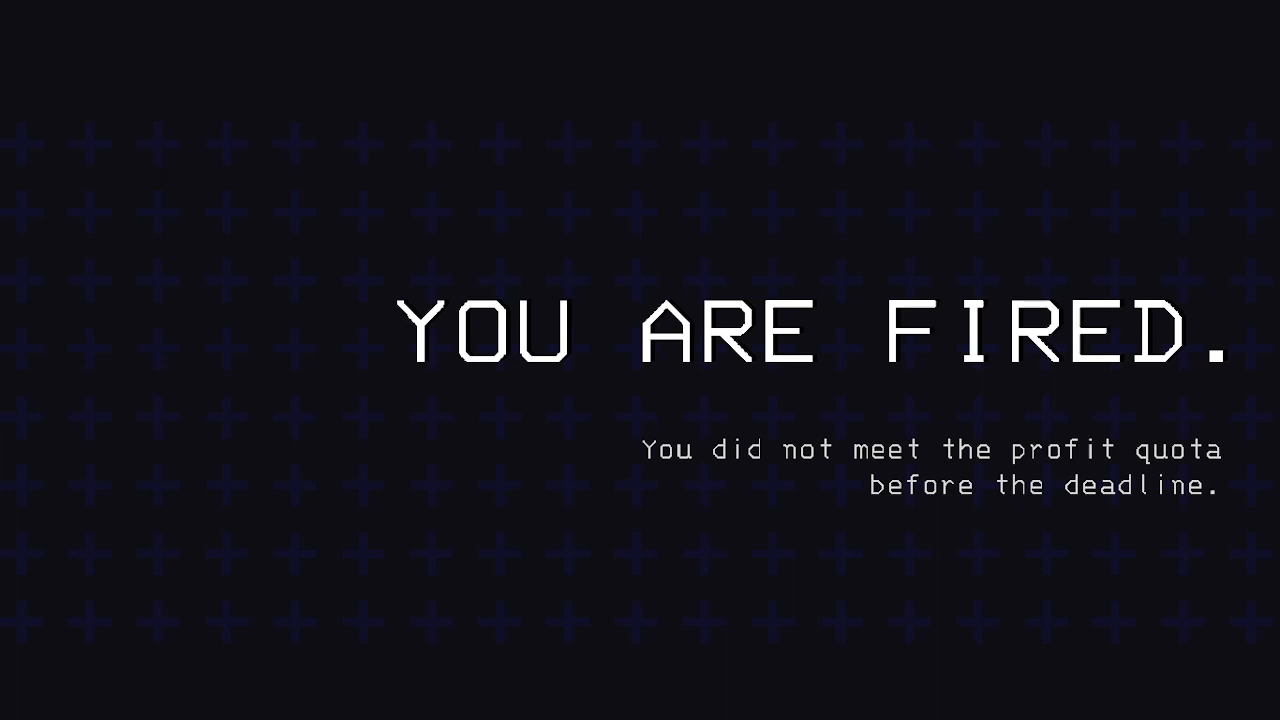 YOU ARE FIRED.
You did not meet the profit quota
before the deadline.